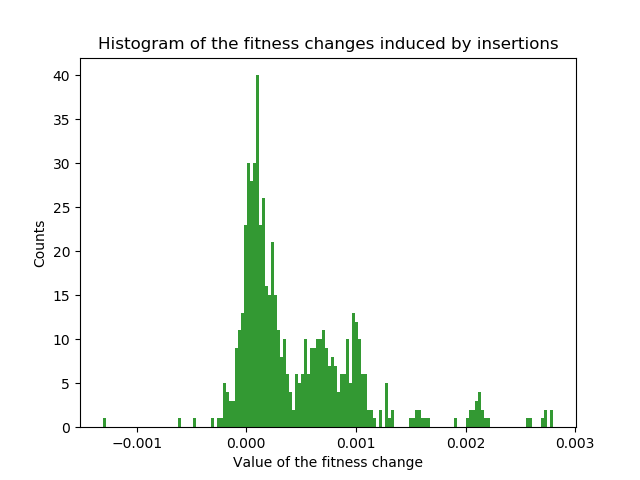 Histogram of the fitness changes induced by insertions
40
35
30
25
20
15
10
5
0
Counts
−0.001 0.000 0.001 0.002 0.003
Value of the fitness change